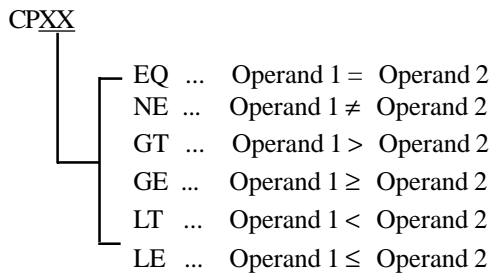 CPXX
EQ ... Operand 1 = Operand 2
NE ... Operand 1 ≠ Operand 2
GT ... Operand 1 > Operand 2
GE ... Operand 1 ≥ Operand 2
LT ... Operand 1 < Operand 2
LE ... Operand 1 ≤ Operand 2